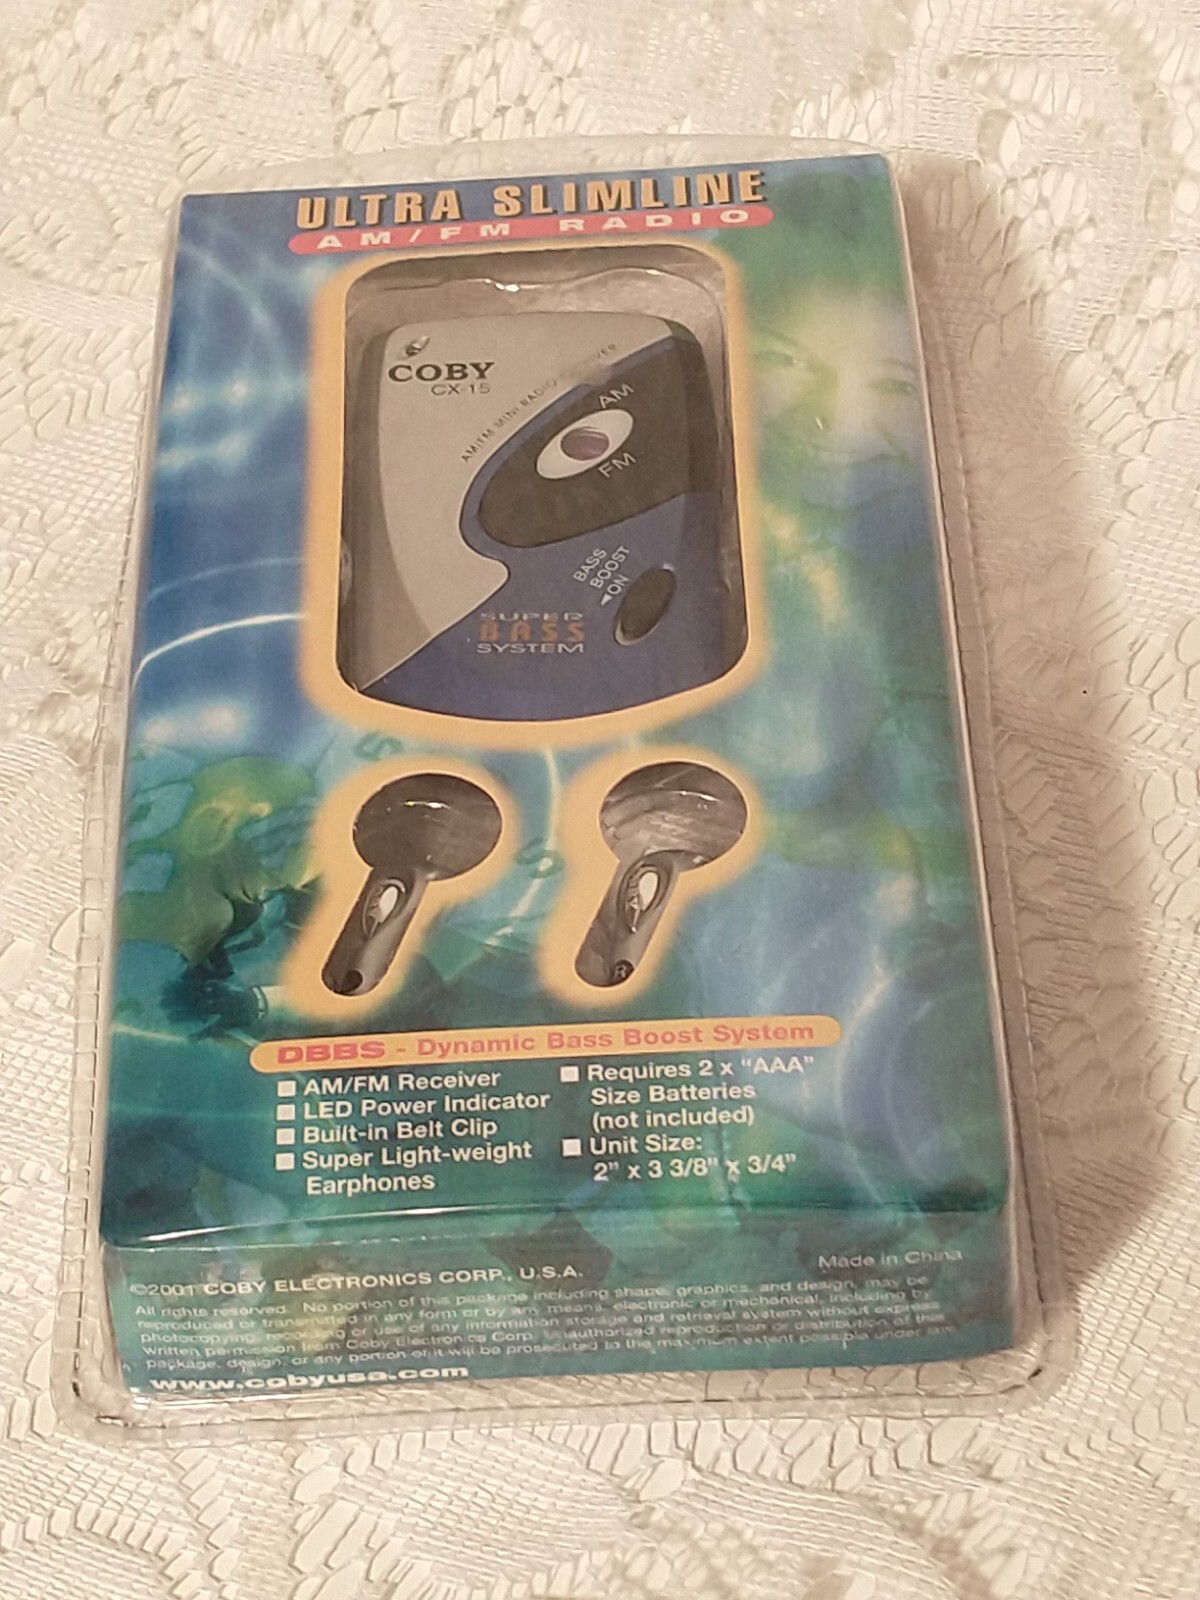 ULTRA SLIMLINE
AM / FM RADIO
COBY
CX-15
AM/FM MINI RADIO RECEIVER
AM
FM
BASS
BOOST
◄ON
SUPER
BASS
SYSTEM
R
DBBS - Dynamic Bass Boost System
■ AM/FM Receiver
■ LED Power Indicator
■ Built-in Belt Clip
■ Super Light-weight
Earphones
■ Requires 2 x “AAA”
Size Batteries
(not included)
■ Unit Size:
2” x 3 3/8” x 3/4”
Made in China
©2001 COBY ELECTRONICS CORP., U.S.A.
All rights reserved. No portion of this package including shape, graphics, and design, may be
reproduced or transmitted in any form or by any means, electronic or mechanical, including by
photocopying, recording or use of any information storage and retrieval system without express
written permission from Coby Electronics Corp. Unauthorized reproduction or distribution of this
package, design, or any portion of it will be prosecuted to the maximum extent possible under law.
www.cobyusa.com